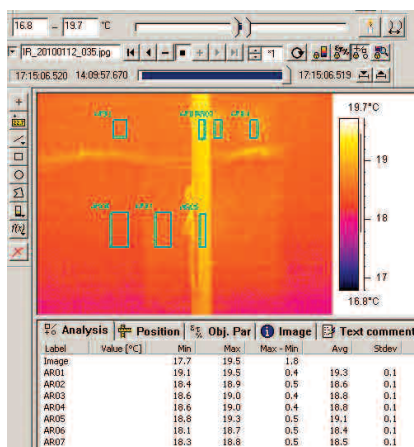 16.8 – 19.7 °C
IR_20100112_035.jpg
*1
17:15:06.520 14:09:57.670 17:15:06.519
19.7°C
19
18
17
16.8°C
f(x)
Analysis Position Obj. Par Image Text comment
Label Value [°C] Min Max Max - Min Avg Stdev
Image 17.7 19.5 1.8
AR01 19.1 19.5 0.4 19.3 0.1
AR02 18.4 18.9 0.5 18.6 0.1
AR03 18.6 19.0 0.4 18.8 0.1
AR04 18.6 19.0 0.4 18.8 0.1
AR05 18.8 19.3 0.5 19.1 0.1
AR06 18.1 18.7 0.5 18.4 0.1
AR07 18.3 18.8 0.5 18.5 0.1